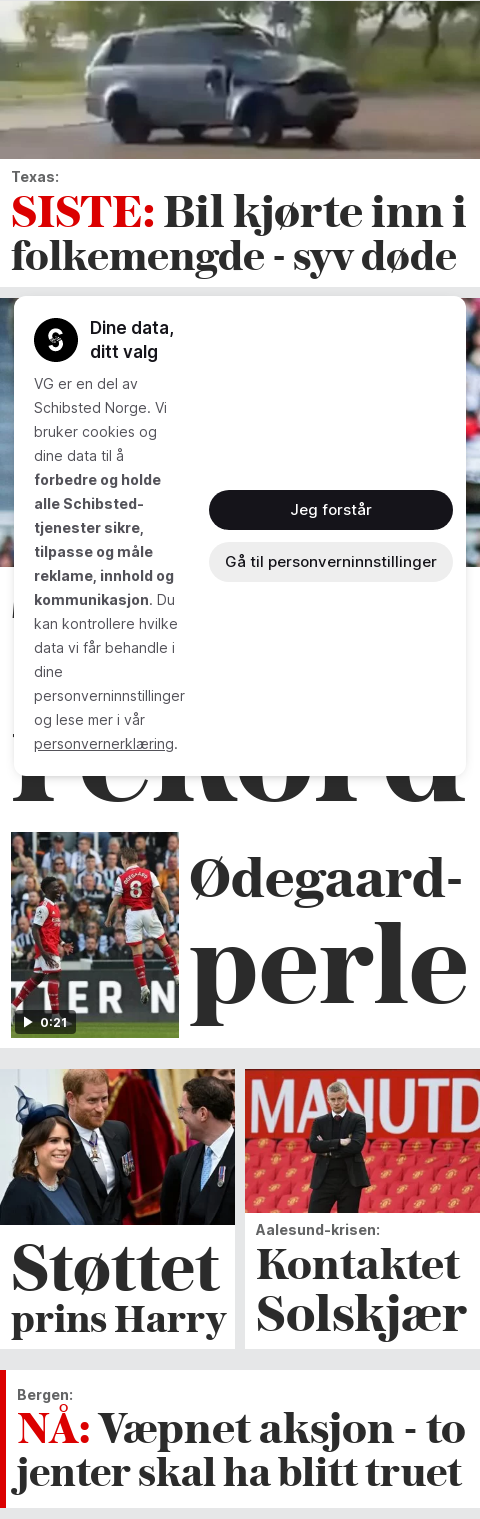 Texas:
SISTE: Bil kjørte inn i
folkemengde - syv døde
Dine data,
ditt valg
VG er en del av
Schibsted Norge. Vi
bruker cookies og
dine data til å
forbedre og holde
alle Schibsted-
tjenester sikre,
tilpasse og måle
reklame, innhold og
kommunikasjon. Du
kan kontrollere hvilke
data vi får behandle i
dine
personverninnstillinger
og lese mer i vår
personvernerklæring.
Jeg forstår
Gå til personverninnstillinger
rekord
ØDEGAARD
8
0:21
Ødegaard-
perle
MANUTD
Støttet
prins Harry
Aalesund-krisen:
Kontaktet
Solskjær
Bergen:
NÅ: Væpnet aksjon - to
jenter skal ha blitt truet